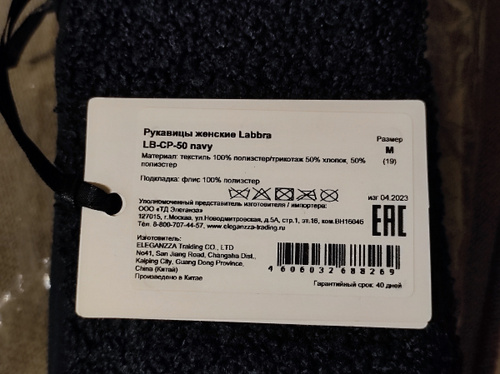 Рукавицы женские Labbra
LB-CP-50 navy
Размер
M
(19)
Материал: текстиль 100% полиэстер/трикотаж 50% хлопок, 50%
полиэстер
Подкладка: флис 100% полиэстер
изг 04.2023
Уполномоченный представитель изготовителя / импортера:
ООО «ТД Элеганза»
127015, г.Москва, ул.Новодмитровская, д.5А, стр.1, эт.16, ком.ВН16046
Тел. 8-800-707-44-57, www.eleganzza-trading.ru
EAC
Изготовитель:
ELEGANZZA Tralding CO., LTD
No41, San Jiang Road, Changsha Dist.,
Kaiping City, Guang Dong Province,
China (Китай)
Произведено в Китае
4 606032 688269
Гарантийный срок: 40 дней